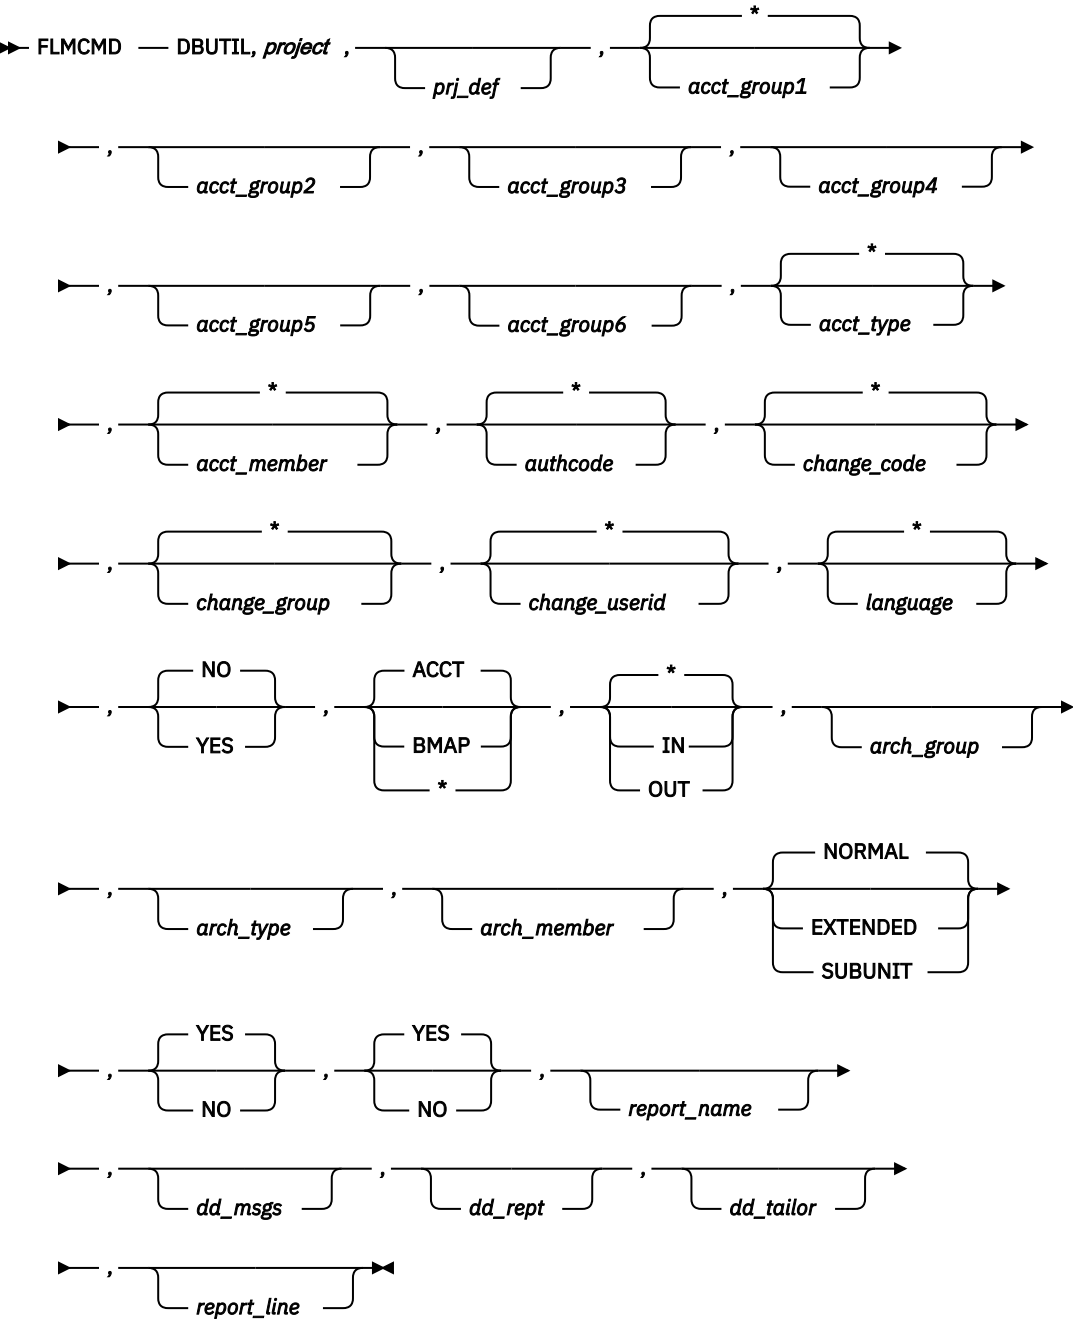 *
FLMCMD DBUTIL, project , , 
prj_def acct_group1
, , ,
acct_group2 acct_group3 acct_group4
*
, , ,
acct_group5 acct_group6 acct_type
* * *
, , ,
acct_member authcode change_code
* * *
, , ,
change_group change_userid language
NO ACCT *
, , , ,
YES BMAP IN arch_group
* OUT
NORMAL
, , ,
arch_type arch_member EXTENDED
SUBUNIT
YES YES
, , ,
NO NO report_name
, , ,
dd_msgs dd_rept dd_tailor
,
report_line